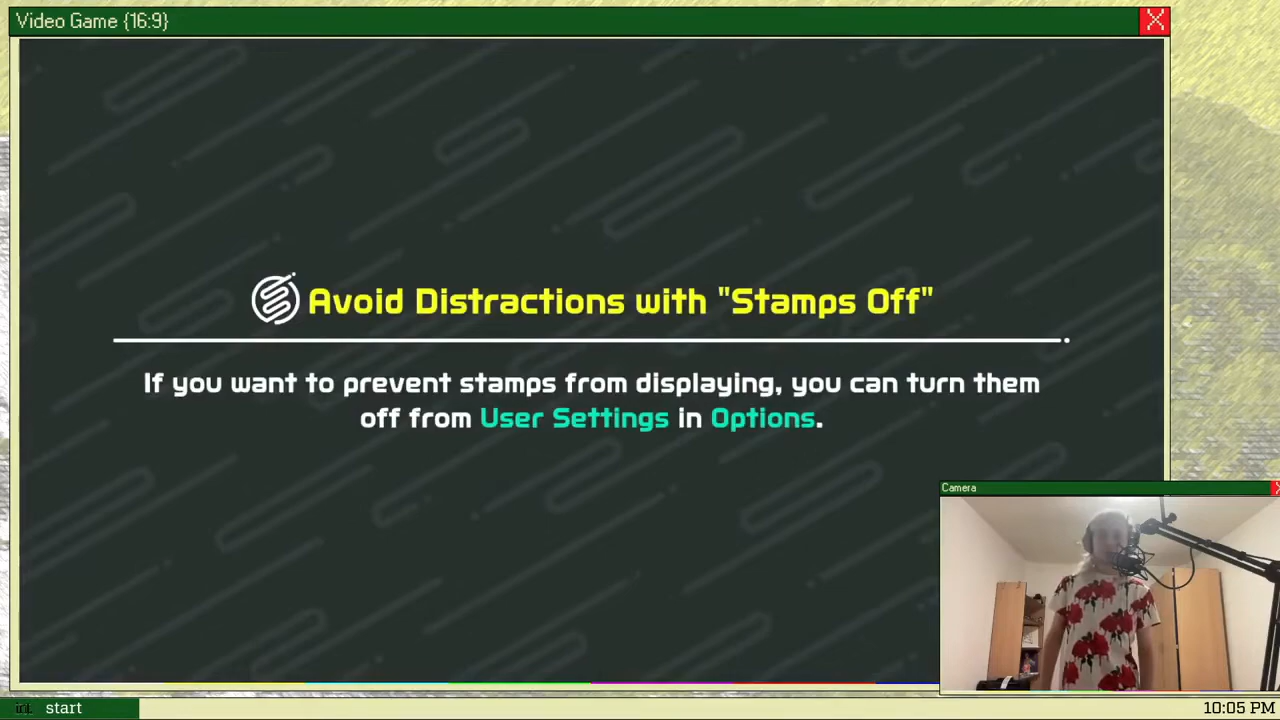 Video Game {16:9}
Avoid Distractions with "Stamps Off"
If you want to prevent stamps from displaying, you can turn them
off from User Settings in Options.
Camera
start
10:05 PM